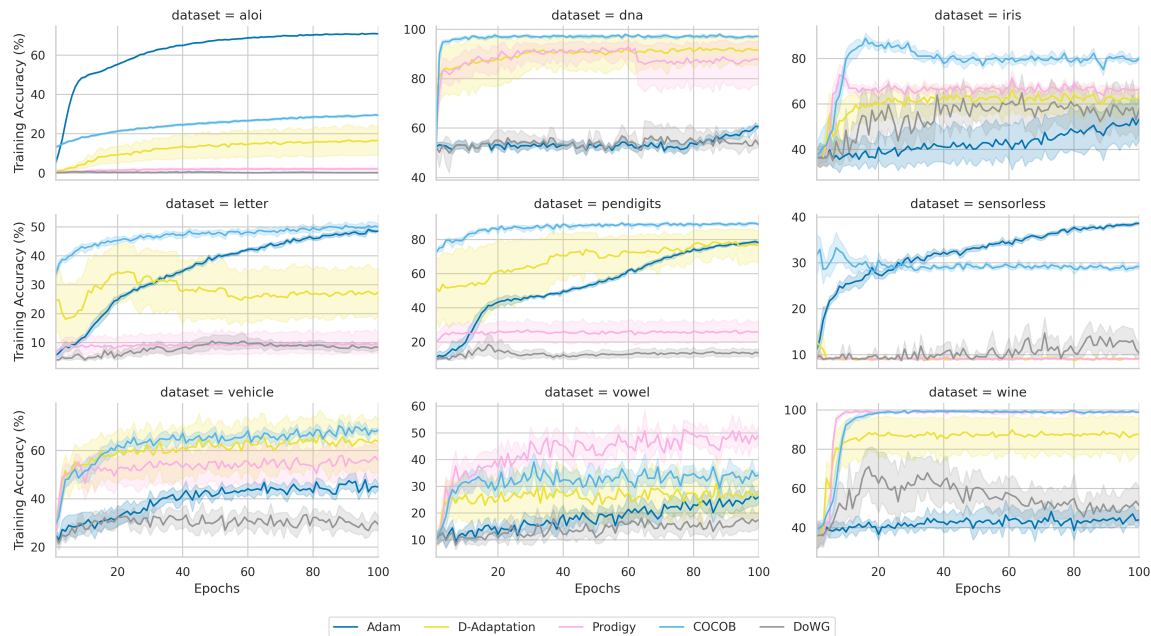 dataset = aloi
dataset = dna
dataset = iris
Training Accuracy (%)
60
40
20
0
100
80
60
40
80
60
40
dataset = letter
dataset = pendigits
dataset = sensorless
Training Accuracy (%)
50
40
30
20
10
80
60
40
20
40
30
20
10
dataset = vehicle
dataset = vowel
dataset = wine
Training Accuracy (%)
60
40
20
60
50
40
30
20
10
100
80
60
40
20 40 60 80 100
20 40 60 80 100
20 40 60 80 100
Epochs
Epochs
Epochs
Adam D-Adaptation Prodigy COCOB DoWG